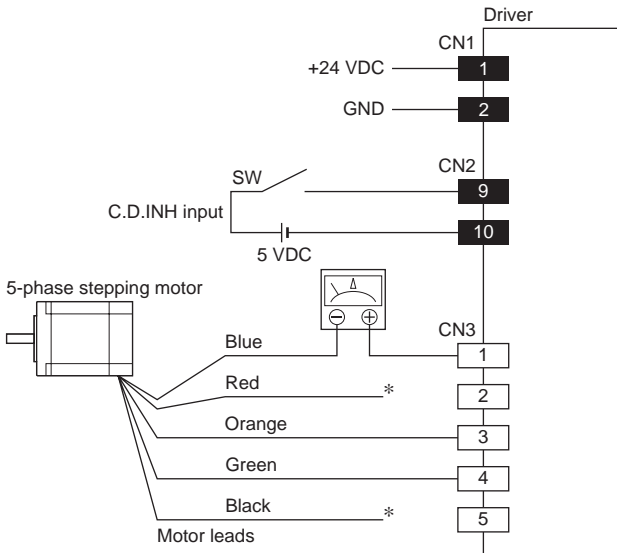 Driver
CN1
+24 VDC 1
GND 2
CN2
SW
9
C.D.INH input
10
5 VDC
5-phase stepping motor
CN3
Blue 1
Red * 2
Orange 3
Green 4
Black * 5
Motor leads